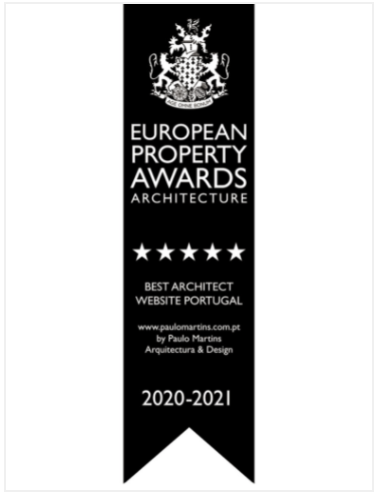 EUROPEAN
PROPERTY
AWARDS
ARCHITECTURE
BEST ARCHITECT
WEBSITE PORTUGAL
www.paulomartins.com.pt
by Paulo Martins
Arquitectura & Design
2020-2021